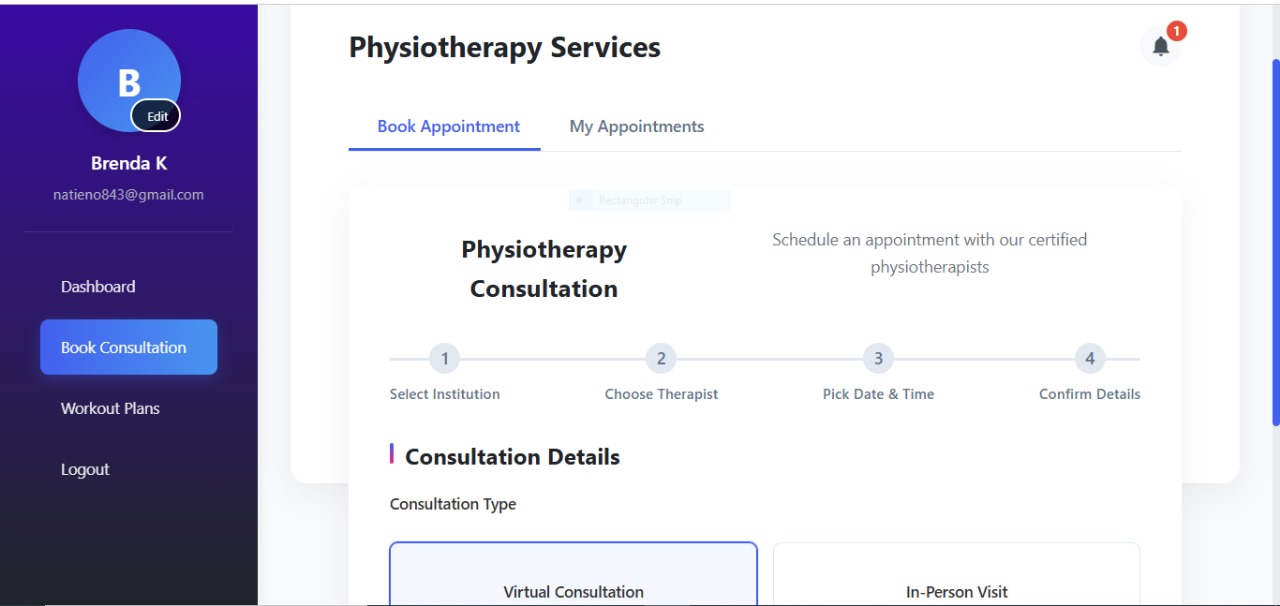 B
Edit
Brenda K
natieno843@gmail.com
Dashboard
Book Consultation
Workout Plans
Logout
Physiotherapy Services
1
Book Appointment
My Appointments
Rectangular Snip
Physiotherapy
Consultation
Schedule an appointment with our certified
physiotherapists
1
2
3
4
Select Institution
Choose Therapist
Pick Date & Time
Confirm Details
Consultation Details
Consultation Type
Virtual Consultation
In-Person Visit